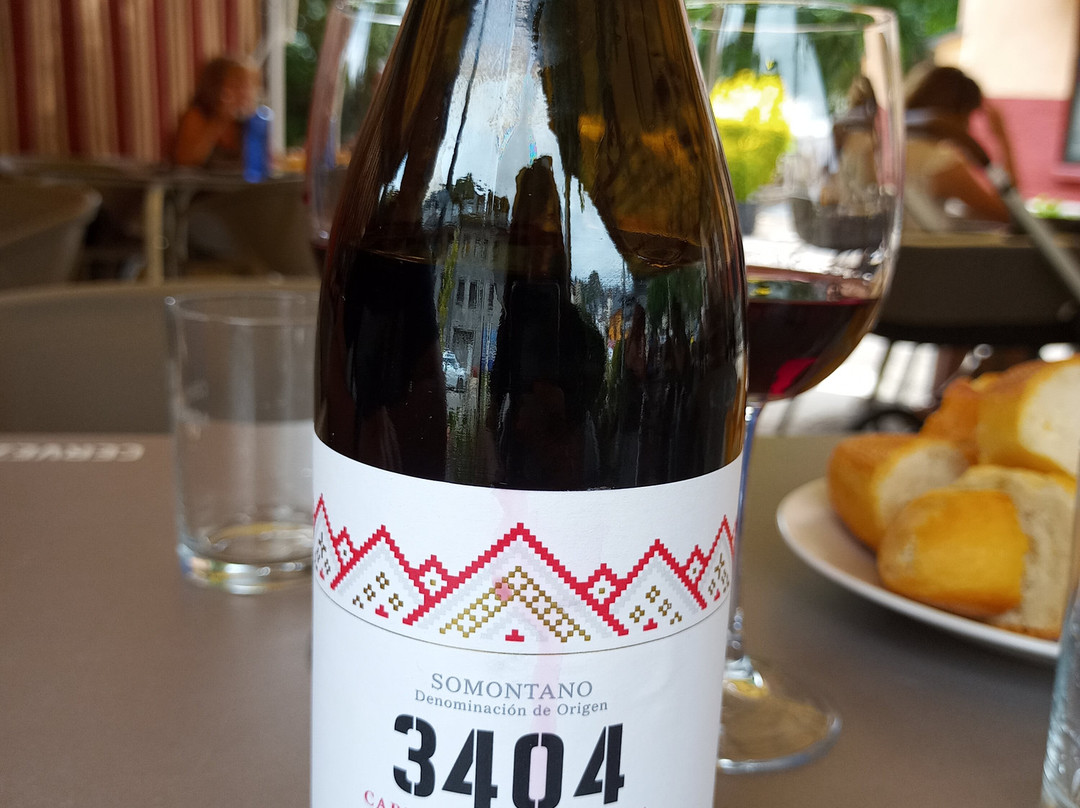 SOMONTANO
Denominación de Origen
3404